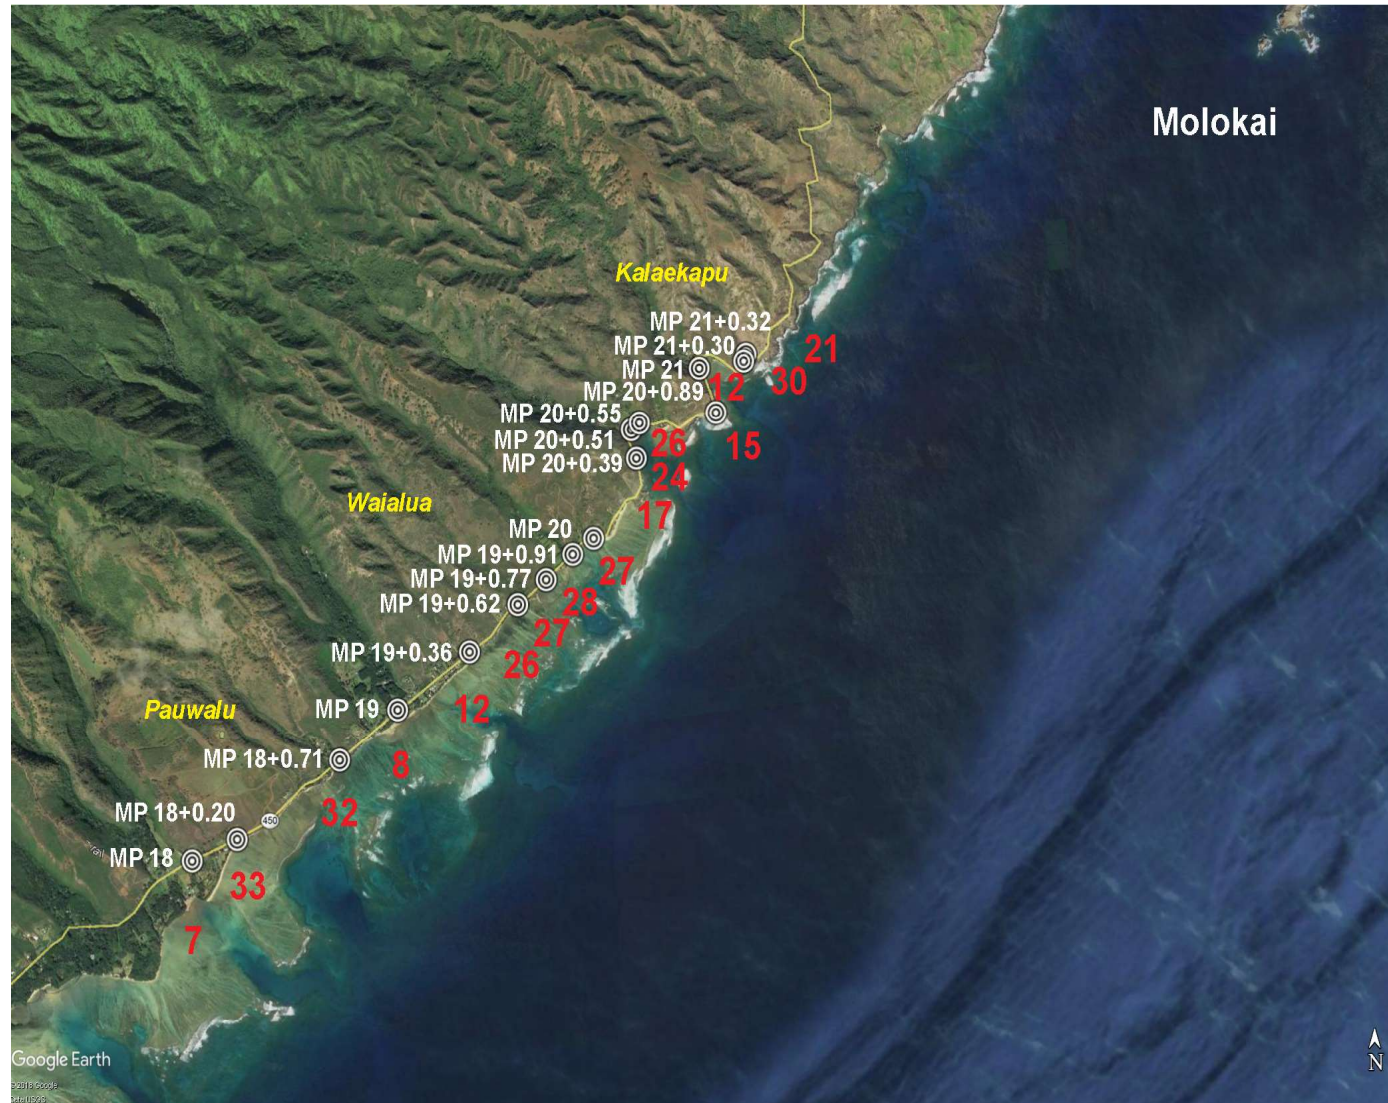 Molokai
Kalaekapu
MP 21+0.32
MP 21+0.30
21
MP 21
30
MP 20+0.89
12
MP 20+0.55
15
MP 20+0.51
26
MP 20+0.39
24
Waialua
17
MP 20
MP 19+0.91
27
MP 19+0.77
28
MP 19+0.62
27
MP 19+0.36
26
Pauwalu
MP 19
12
MP 18+0.71
8
MP 18+0.20
32
450
MP 18
33
7
Google Earth
N
© 2018 Google
Data USGS